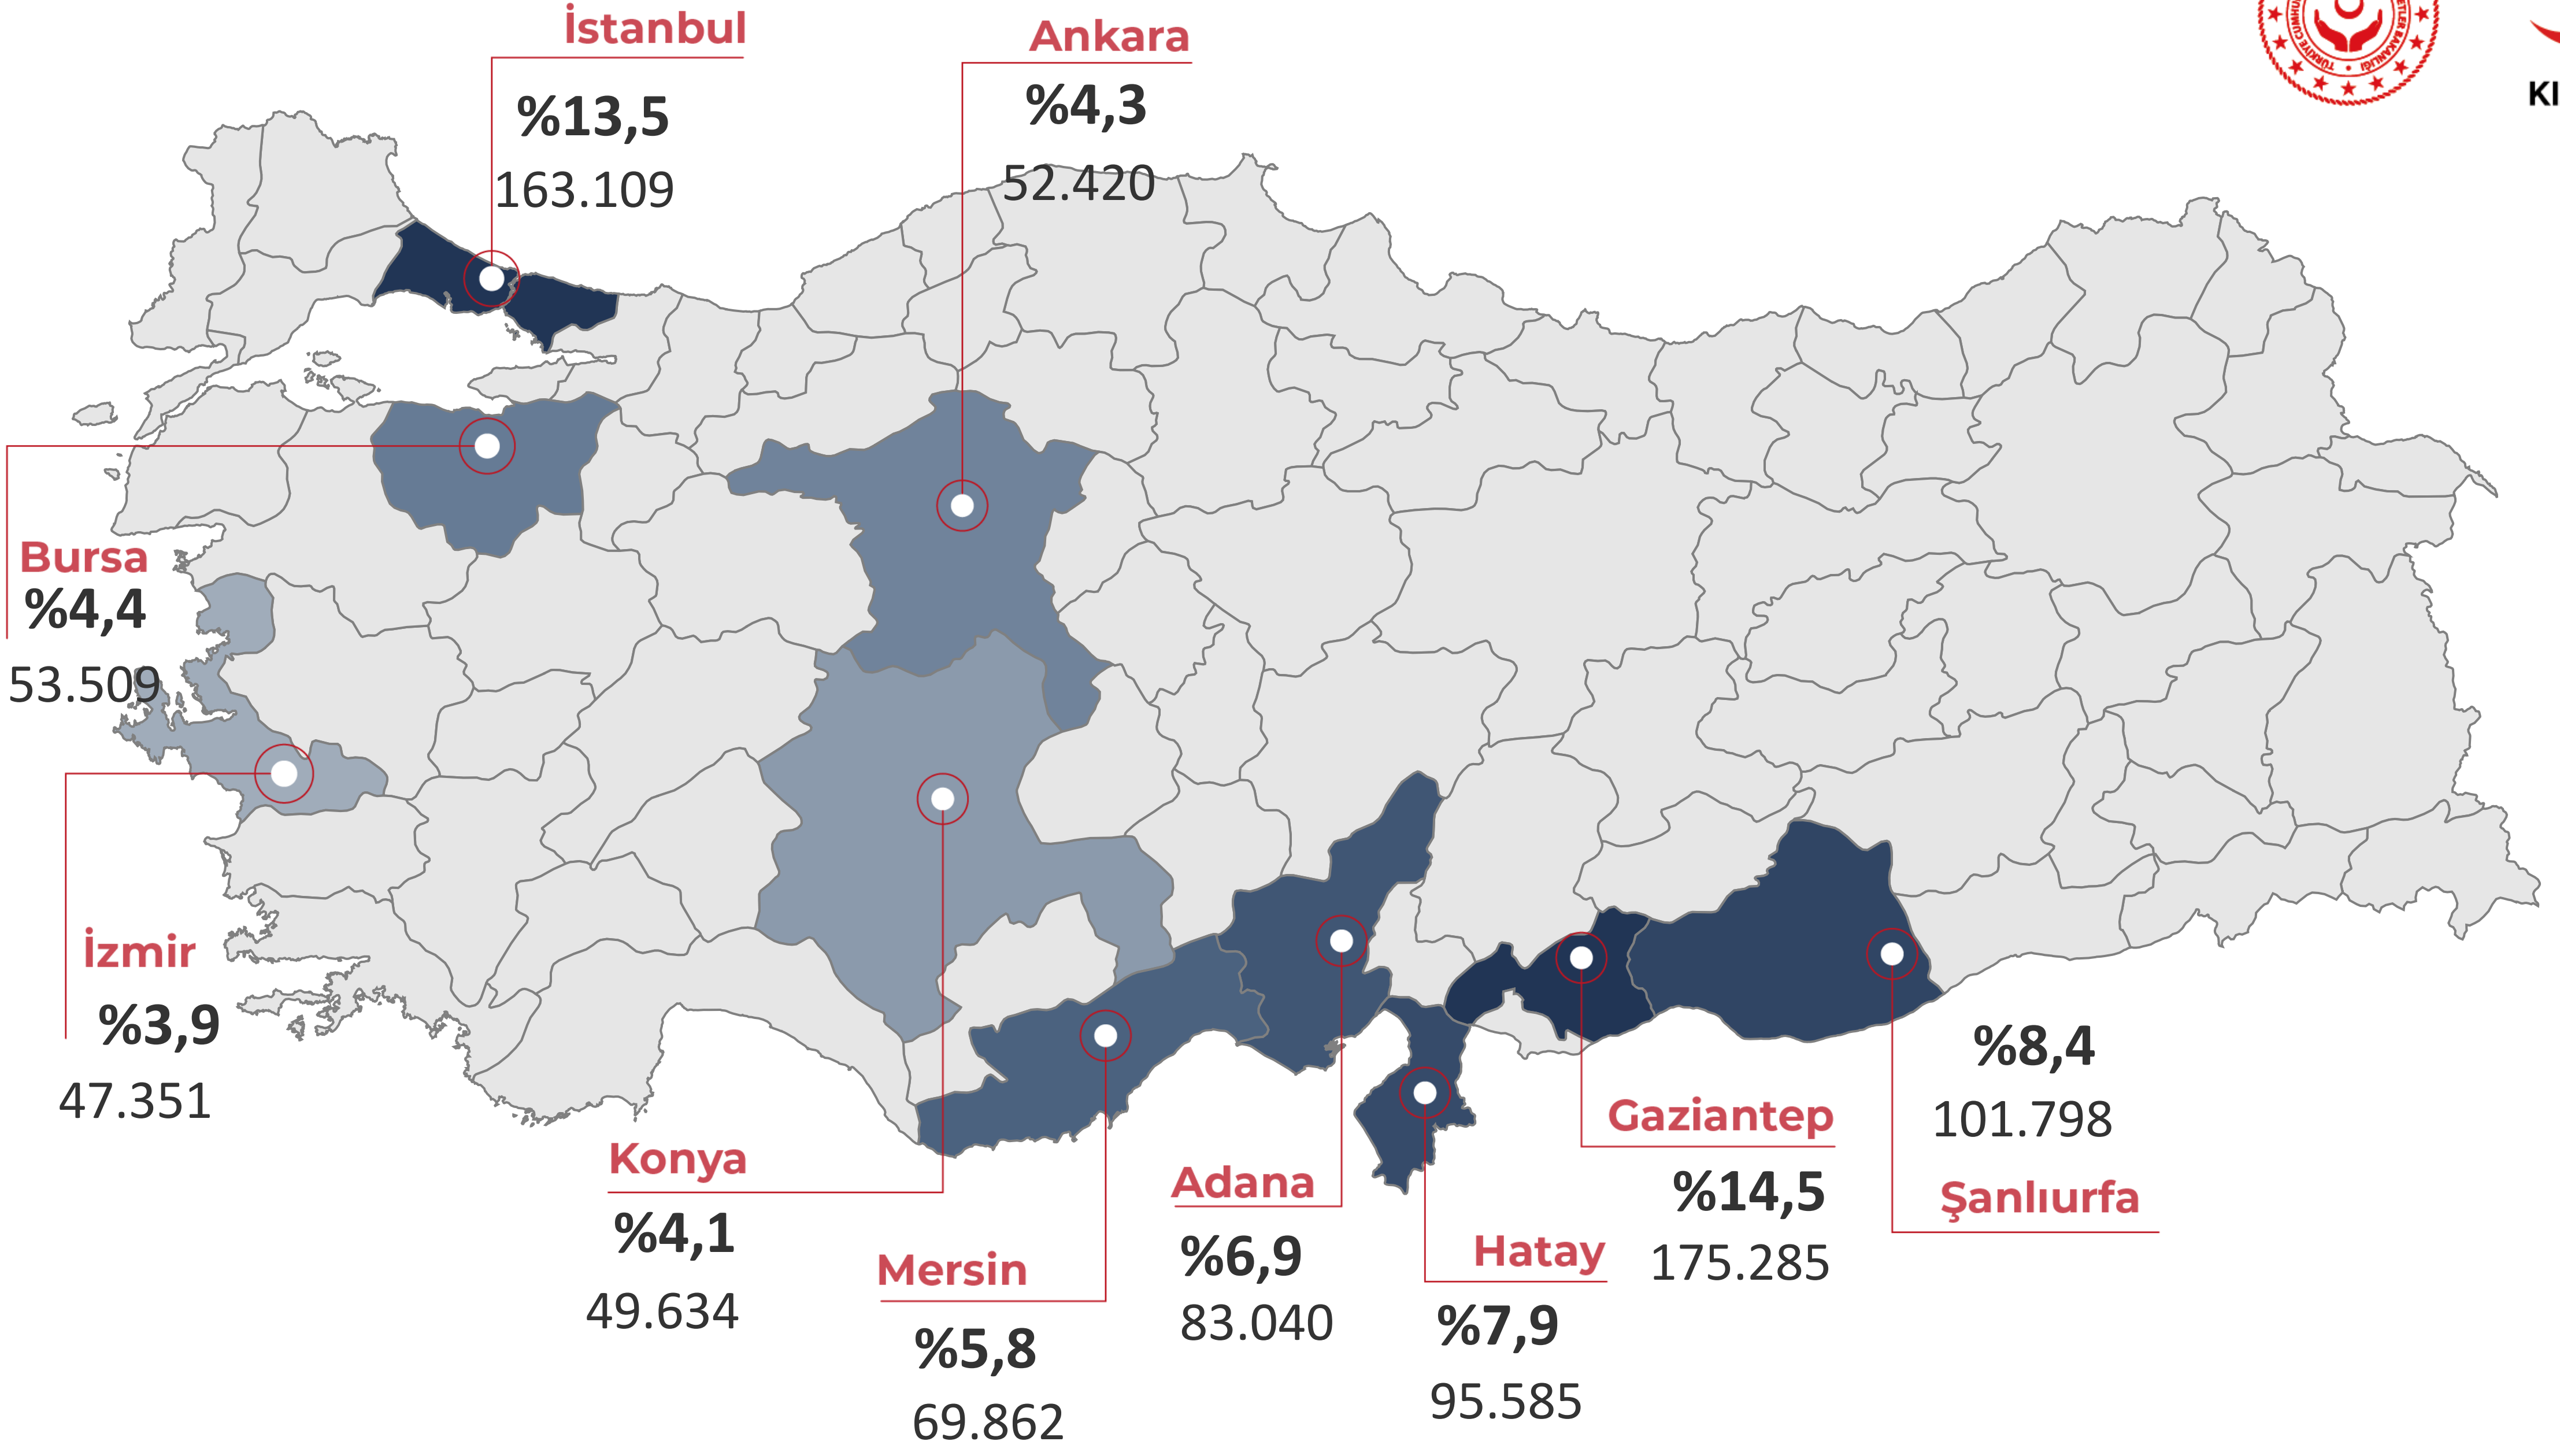 İstanbul
%13,5
163.109
Ankara
%4,3
52.420
KI
Bursa
%4,4
53.509
İzmir
%3,9
47.351
Konya
%4,1
49.634
Mersin
%5,8
69.862
Adana
%6,9
83.040
Hatay
%7,9
95.585
Gaziantep
%14,5
175.285
%8,4
101.798
Şanlıurfa